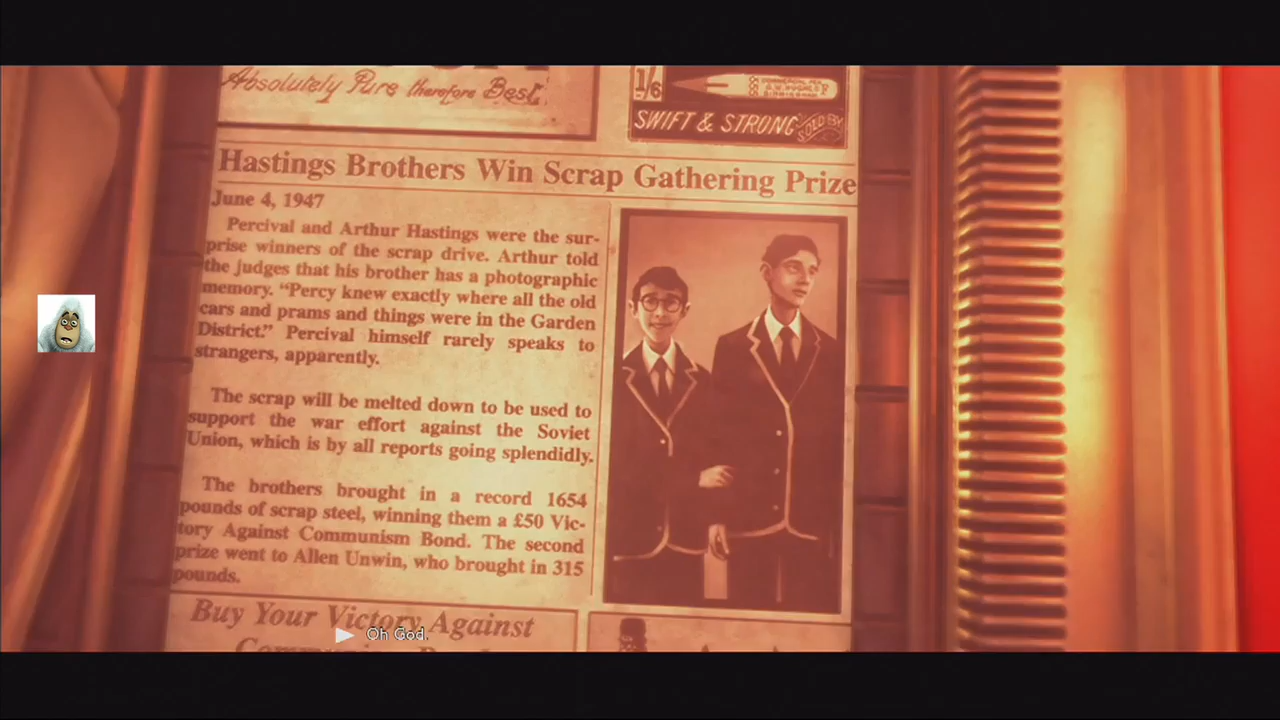 Absolutely Pure therefore Best.
1/6
SWIFT & STRONG SOLD BY
Hastings Brothers Win Scrap Gathering Prize
June 4, 1947
Percival and Arthur Hastings were the sur-
prise winners of the scrap drive. Arthur told
the judges that his brother has a photographic
memory. “Percy knew exactly where all the old
cars and prams and things were in the Garden
District.” Percival himself rarely speaks to
strangers, apparently.
The scrap will be melted down to be used to
support the war effort against the Soviet
Union, which is by all reports going splendidly.
The brothers brought in a record 1654
pounds of scrap steel, winning them a £50 Vic-
tory Against Communism Bond. The second
prize went to Allen Unwin, who brought in 315
pounds.
Buy Your Victory Against
Oh God.